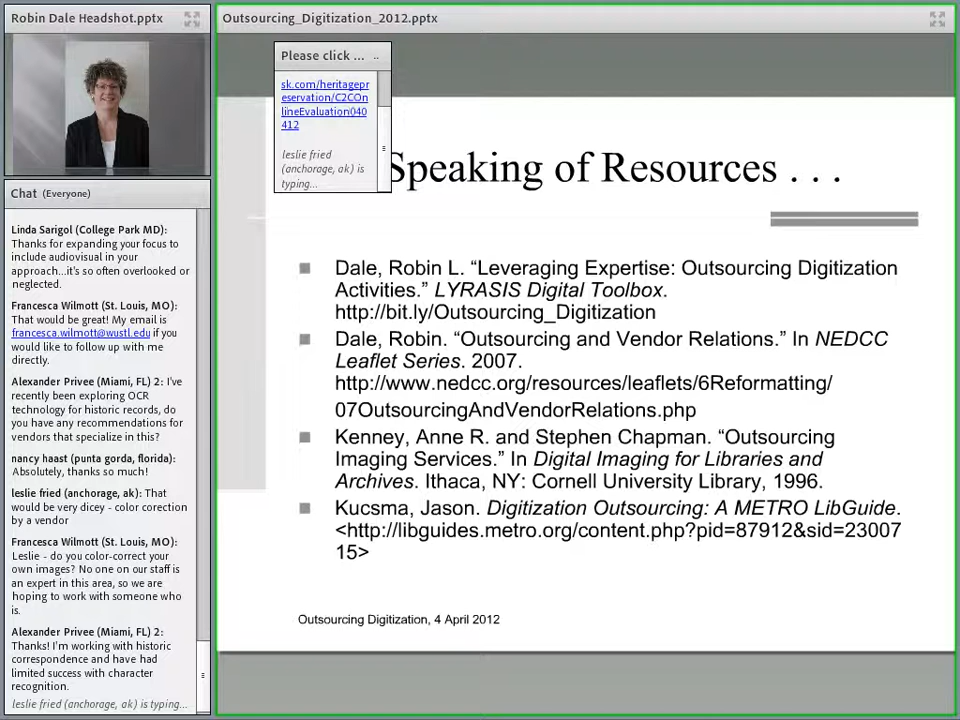 Robin Dale Headshot.pptx
Chat (Everyone)
Linda Sarigol (College Park MD):
Thanks for expanding your focus to
include audiovisual in your
approach...it's so often overlooked or
neglected.
Francesca Wilmott (St. Louis, MO):
That would be great! My email is
francesca.wilmott@wustl.edu if you
would like to follow up with me
directly.
Alexander Privee (Miami, FL) 2: I've
recently been exploring OCR
technology for historic records, do
you have any recommendations for
vendors that specialize in this?
nancy haast (punta gorda, florida):
Absolutely, thanks so much!
leslie fried (anchorage, ak): That
would be very dicey - color corection
by a vendor
Francesca Wilmott (St. Louis, MO):
Leslie - do you color-correct your
own images? No one on our staff is
an expert in this area, so we are
hoping to work with someone who
is.
Alexander Privee (Miami, FL) 2:
Thanks! I'm working with historic
correspondence and have had
limited success with character
recognition.
leslie fried (anchorage, ak) is typing...
Outsourcing_Digitization_2012.pptx
Please click ... ..
sk.com/heritagepr
eservation/C2COn
lineEvaluation040
412
leslie fried
(anchorage, ak) is
typing...
Speaking of Resources . . .
Dale, Robin L. “Leveraging Expertise: Outsourcing Digitization
Activities.” LYRASIS Digital Toolbox.
http://bit.ly/Outsourcing_Digitization
Dale, Robin. “Outsourcing and Vendor Relations.” In NEDCC
Leaflet Series. 2007.
http://www.nedcc.org/resources/leaflets/6Reformatting/
07OutsourcingAndVendorRelations.php
Kenney, Anne R. and Stephen Chapman. “Outsourcing
Imaging Services.” In Digital Imaging for Libraries and
Archives. Ithaca, NY: Cornell University Library, 1996.
Kucsma, Jason. Digitization Outsourcing: A METRO LibGuide.
<http://libguides.metro.org/content.php?pid=87912&sid=23007
15>
Outsourcing Digitization, 4 April 2012